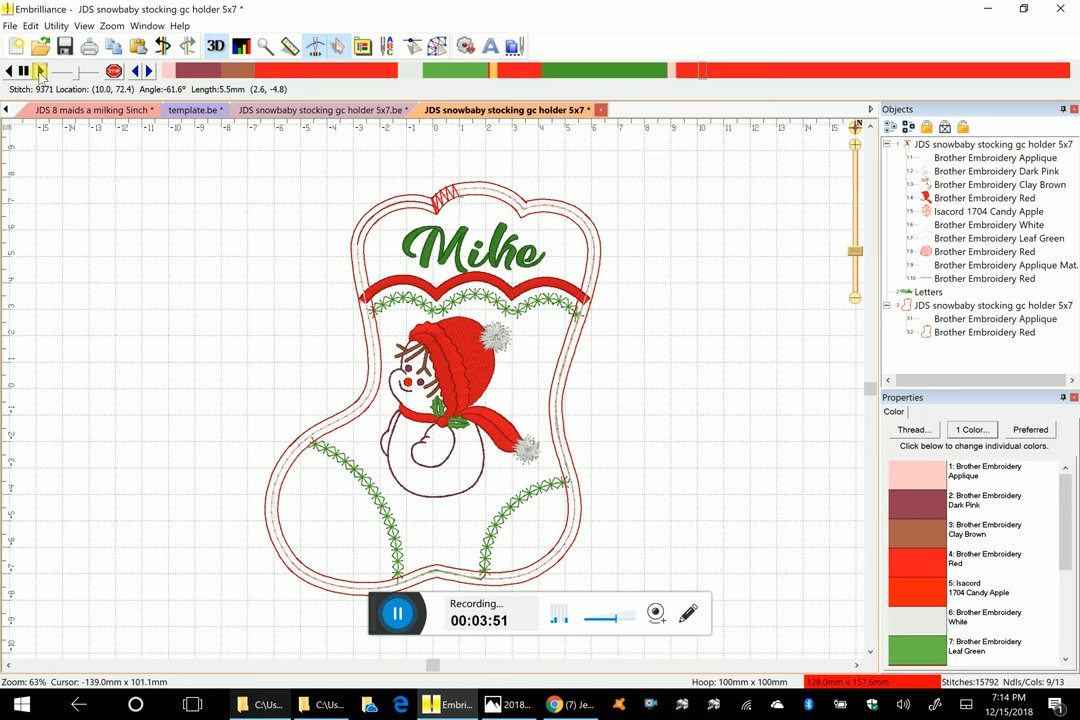 Embrilliance - JDS snowbaby stocking gc holder 5x7 *
File Edit Utility View Zoom Window Help
3D
STOP
Stitch: 9371 Location: (10.0, 72.4) Angle:-61.6° Length:5.5mm (2.6, -4.8)
JDS 8 maids a milking 5inch *
template.be *
JDS snowbaby stocking gc holder 5x7.be *
JDS snowbaby stocking gc holder 5x7 *
Mike
Objects
JDS snowbaby stocking gc holder 5x7
Brother Embroidery Applique
Brother Embroidery Dark Pink
Brother Embroidery Clay Brown
Brother Embroidery Red
Isacord 1704 Candy Apple
Brother Embroidery White
Brother Embroidery Leaf Green
Brother Embroidery Red
Brother Embroidery Applique Mat.
Brother Embroidery Red
Letters
JDS snowbaby stocking gc holder 5x7
Brother Embroidery Applique
Brother Embroidery Red
Properties
Color
Thread... 1 Color... Preferred
Click below to change individual colors.
1: Brother Embroidery
Applique
2: Brother Embroidery
Dark Pink
3: Brother Embroidery
Clay Brown
4: Brother Embroidery
Red
5: Isacord
1704 Candy Apple
6: Brother Embroidery
White
7: Brother Embroidery
Leaf Green
Recording...
00:03:51
Zoom: 63% Cursor: -139.0mm x 101.1mm
Hoop: 100mm x 100mm
128.0mm x 157.6mm
Stitches:15792 Ndls/Cols: 9/13
C:\Us...
C:\Us...
Embri...
2018...
(7) Je...
7:14 PM
12/15/2018